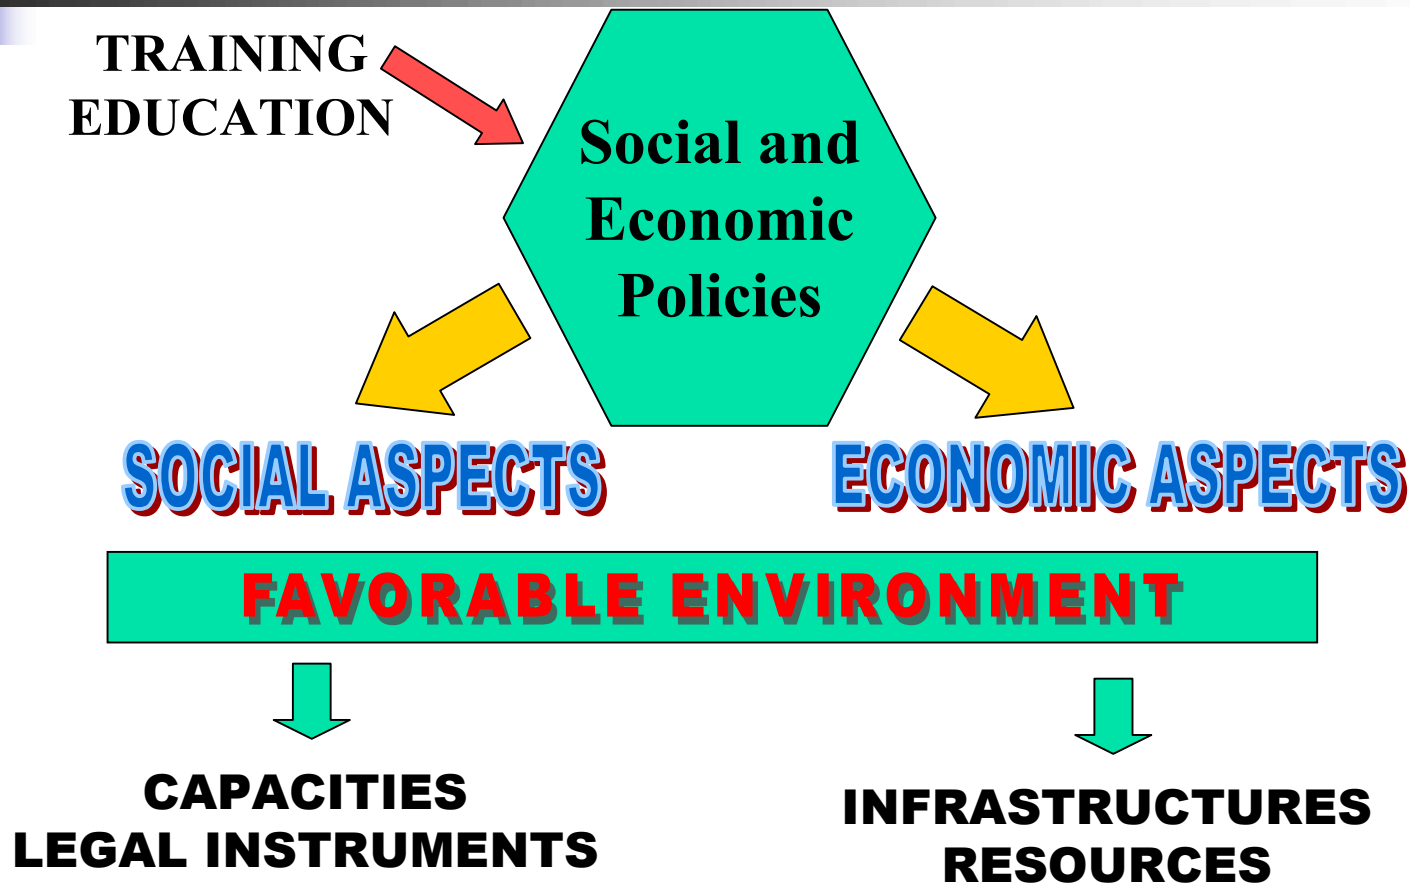 TRAINING
EDUCATION
Social and
Economic
Policies
SOCIAL ASPECTS
ECONOMIC ASPECTS
FAVORABLE ENVIRONMENT
CAPACITIES
LEGAL INSTRUMENTS
INFRASTRUCTURES
RESOURCES